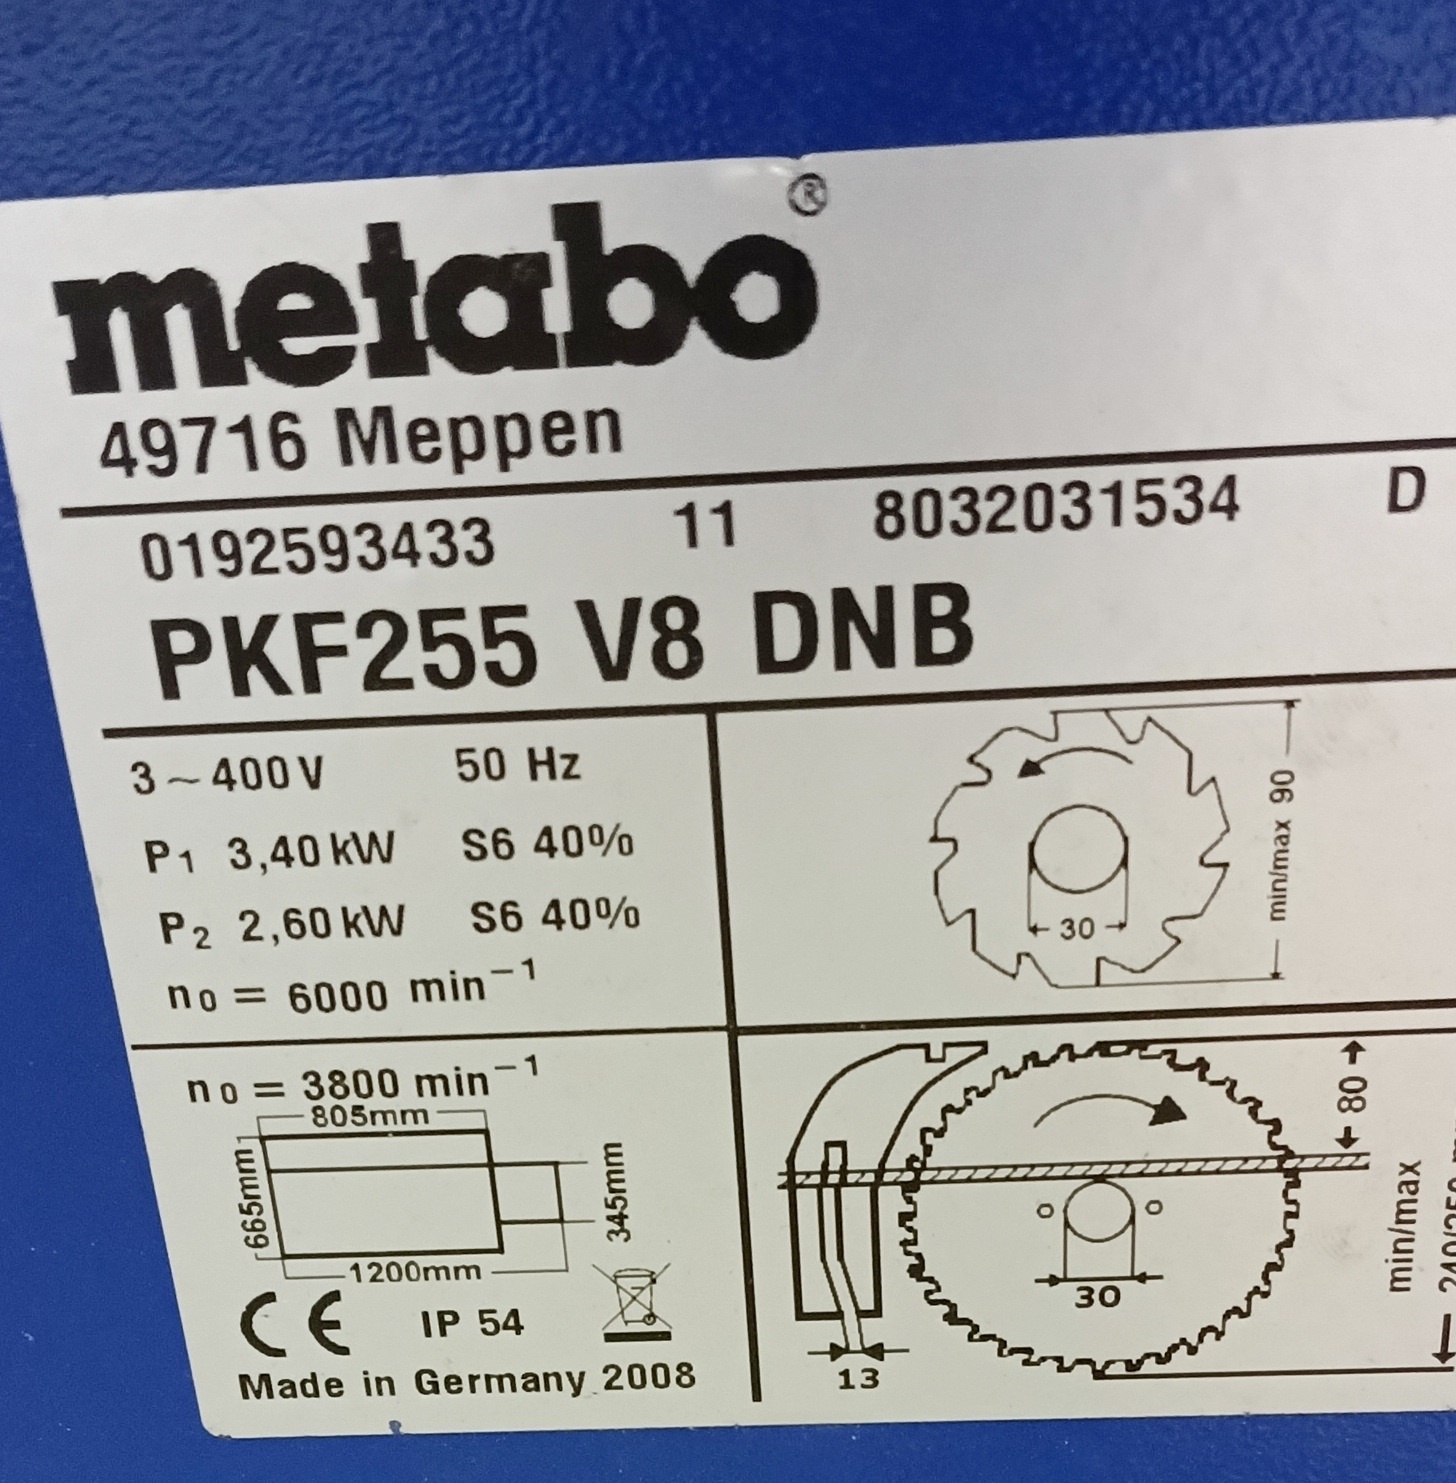 metabo®
49716 Meppen
0192593433 11 8032031534 D
PKF255 V8 DNB
3~400V 50 Hz
P1 3,40 kW S6 40%
P2 2,60 kW S6 40%
n0 = 6000 min⁻¹
30
min/max 90
n0 = 3800 min⁻¹
805mm
665mm
345mm
1200mm
CE IP 54
Made in Germany 2008
80
30
13
min/max